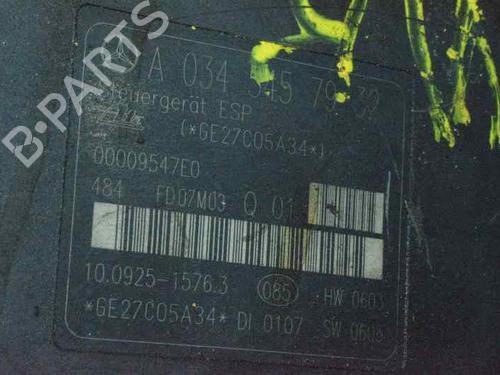 B-PARTS
A 034 545 79 32
Steuergerät ESP
(*GE27C05A34*)
00009547E0
484 FD07M03 Q 01
10.0925-1576.3 085 HW 0603
*GE27C05A34* DI 0107 SW 0608